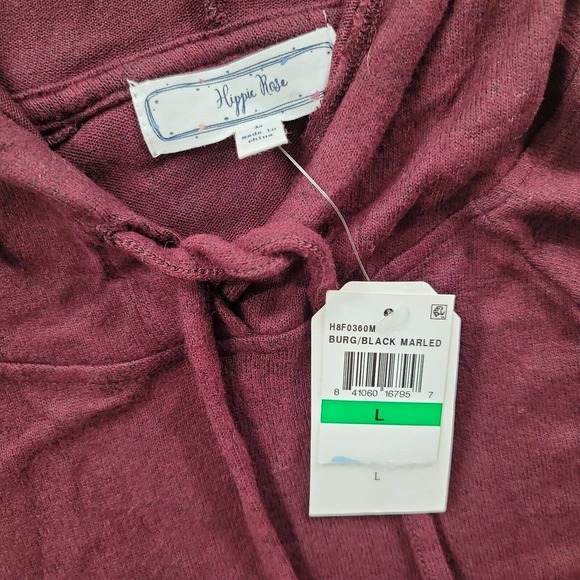 Hippie Rose
made in
china
H8F0360M
BURG/BLACK MARLED
8 41060 16795 7
L
L